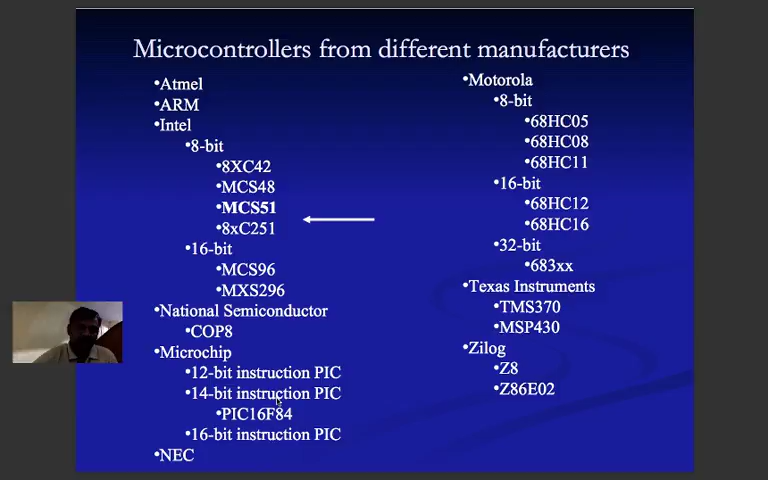 Microcontrollers from different manufacturers
•Atmel
•ARM
•Intel
•8-bit
•8XC42
•MCS48
•MCS51
•8xC251
•16-bit
•MCS96
•MXS296
•National Semiconductor
•COP8
•Microchip
•12-bit instruction PIC
•14-bit instruction PIC
•PIC16F84
•16-bit instruction PIC
•NEC
•Motorola
•8-bit
•68HC05
•68HC08
•68HC11
•16-bit
•68HC12
•68HC16
•32-bit
•683xx
•Texas Instruments
•TMS370
•MSP430
•Zilog
•Z8
•Z86E02